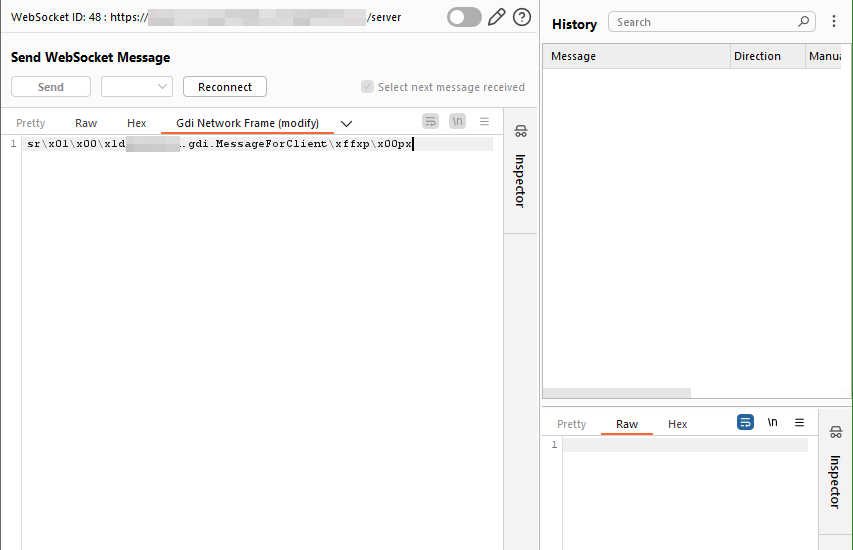 WebSocket ID: 48 : https:// /server
Send WebSocket Message
Send
Reconnect
Select next message received
Pretty Raw Hex Gdi Network Frame (modify) \n
1 sr\x01\x00\x1d .gdi.MessageForClient\xffxp\x00px
Inspector
History
Search
Message Direction Manua
Pretty Raw Hex \n
1
Inspector